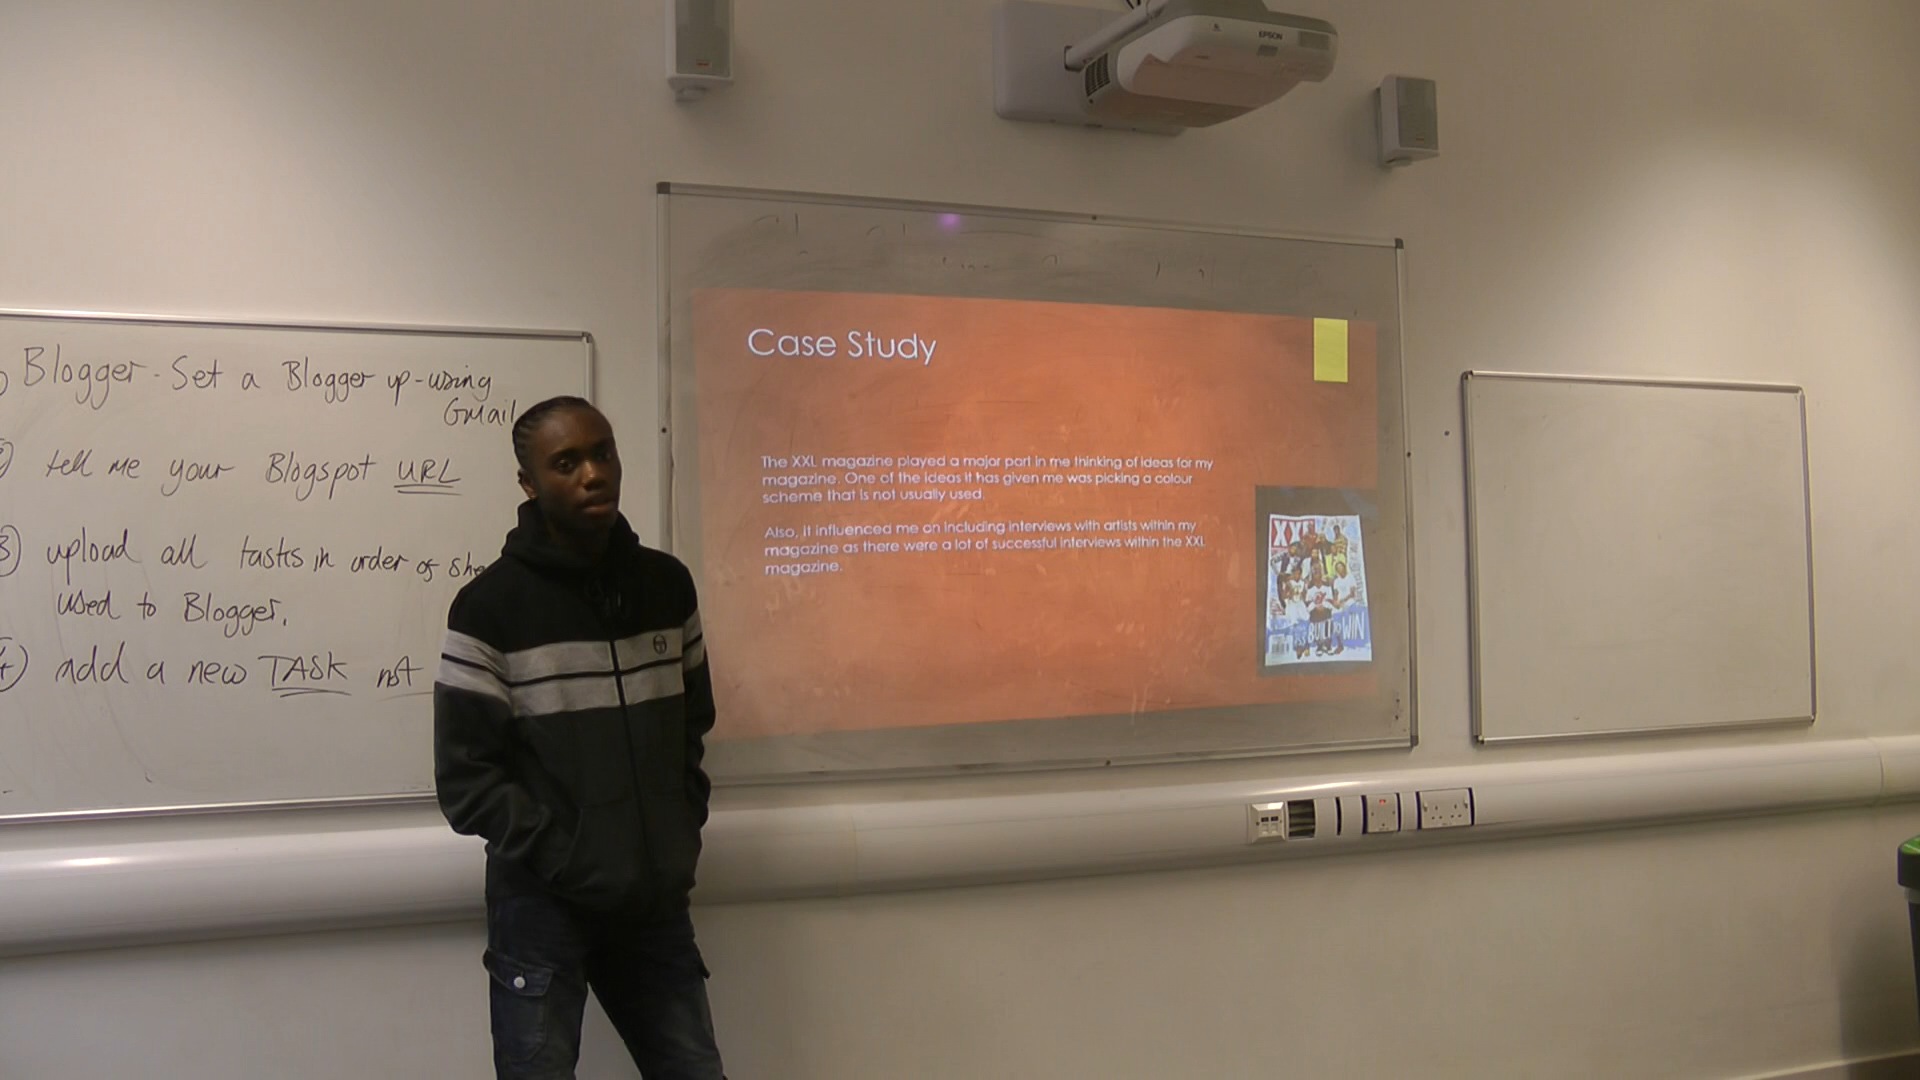 EPSON
Blogger - Set a Blogger up - using
Gmail
tell me your Blogspot URL
3) upload all tasks in order of she
used to Blogger.
4) add a new TASK not
Case Study
The XXL magazine played a major part in me thinking of ideas for my
magazine. One of the ideas it has given me was picking a colour
scheme that is not usually used.
Also, it influenced me on including interviews with artists within my
magazine as there were a lot of successful interviews within the XXL
magazine.
XXL
BUILT TO WIN